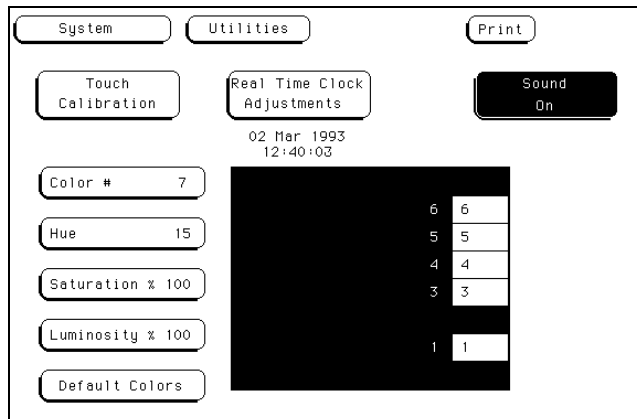 System Utilities Print
Touch Calibration
Real Time Clock Adjustments
Sound On
02 Mar 1993
12:40:03
Color # 7
Hue 15
Saturation % 100
Luminosity % 100
Default Colors
6 6
5 5
4 4
3 3
1 1